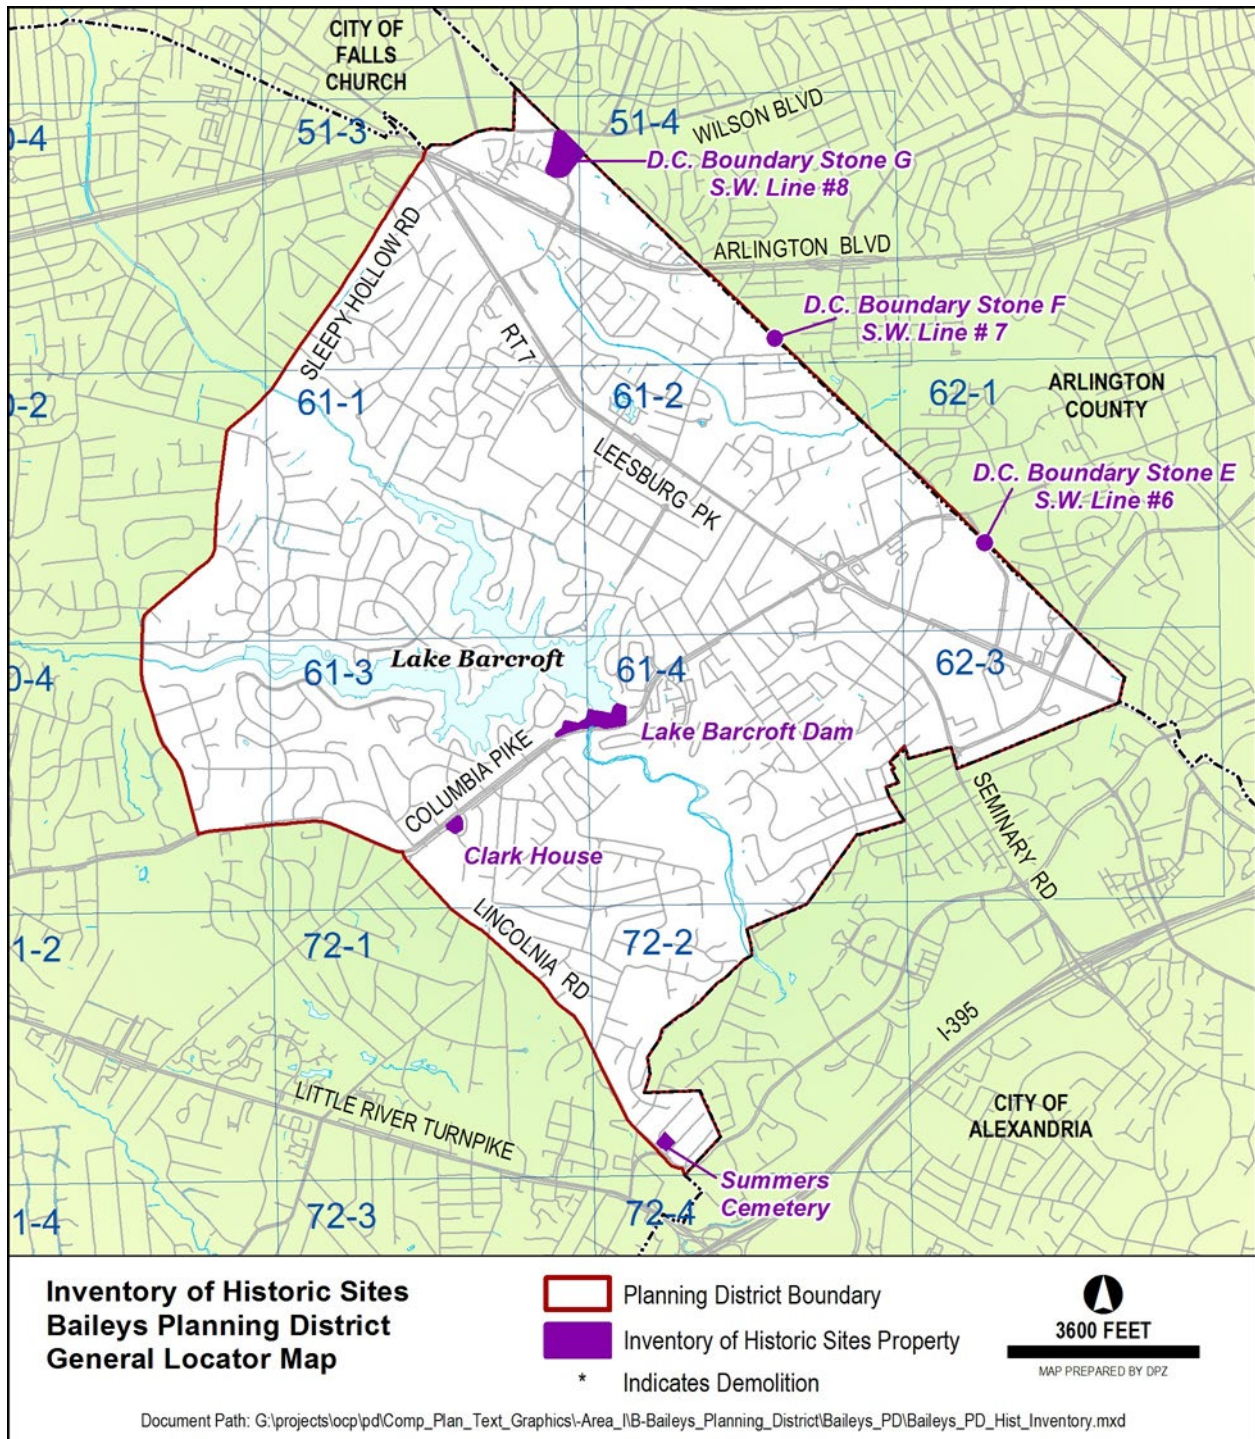 CITY OF
FALLS
CHURCH
0-4
51-3
51-4
WILSON BLVD
D.C. Boundary Stone G
S.W. Line #8
SLEEPY HOLLOW RD
ARLINGTON BLVD
D.C. Boundary Stone F
S.W. Line # 7
RT 7
0-2
61-1
61-2
62-1
ARLINGTON
COUNTY
LEESBURG PK
D.C. Boundary Stone E
S.W. Line #6
0-4
61-3
Lake Barcroft
61-4
62-3
Lake Barcroft Dam
COLUMBIA PIKE
SEMINARY RD
Clark House
LINCOLNIA RD
1-2
72-1
72-2
I-395
LITTLE RIVER TURNPIKE
CITY OF
ALEXANDRIA
Summers
Cemetery
1-4
72-3
72-4
Inventory of Historic Sites
Baileys Planning District
General Locator Map
Planning District Boundary
Inventory of Historic Sites Property
* Indicates Demolition
3600 FEET
MAP PREPARED BY DPZ
Document Path: G:\projects\ocp\pd\Comp_Plan_Text_Graphics\-Area_I\B-Baileys_Planning_District\Baileys_PD\Baileys_PD_Hist_Inventory.mxd